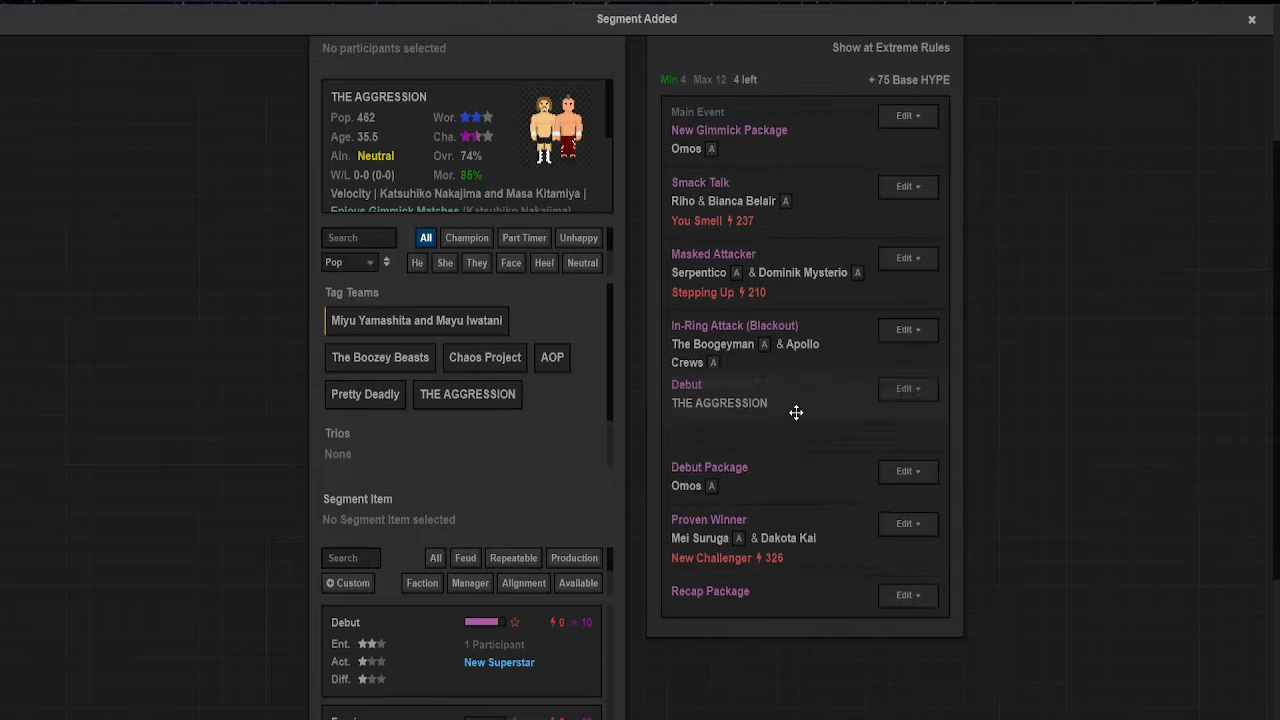 Segment Added
×
No participants selected
THE AGGRESSION
Pop. 462 Wor.
Age. 35.5 Cha.
Aln. Neutral Ovr. 74%
W/L 0-0 (0-0) Mor. 85%
Velocity | Katsuhiko Nakajima and Masa Kitamiya |
Enjoys Gimmick Matches (Katsuhiko Nakajima)
Search All Champion Part Timer Unhappy
Pop He She They Face Heel Neutral
Tag Teams
Miyu Yamashita and Mayu Iwatani
The Boozey Beasts Chaos Project AOP
Pretty Deadly THE AGGRESSION
Trios
None
Segment Item
No Segment Item selected
Search All Feud Repeatable Production
Custom Faction Manager Alignment Available
Debut 0 10
Ent. 1 Participant
Act. New Superstar
Diff.
Show at Extreme Rules
Min 4 Max 12 4 left + 75 Base HYPE
Main Event
New Gimmick Package Edit
Omos A
Smack Talk Edit
Riho & Bianca Belair A
You Smell 237
Masked Attacker Edit
Serpentico A & Dominik Mysterio A
Stepping Up 210
In-Ring Attack (Blackout) Edit
The Boogeyman A & Apollo
Crews A
Debut Edit
THE AGGRESSION
Debut Package Edit
Omos A
Proven Winner Edit
Mei Suruga A & Dakota Kai
New Challenger 326
Recap Package Edit